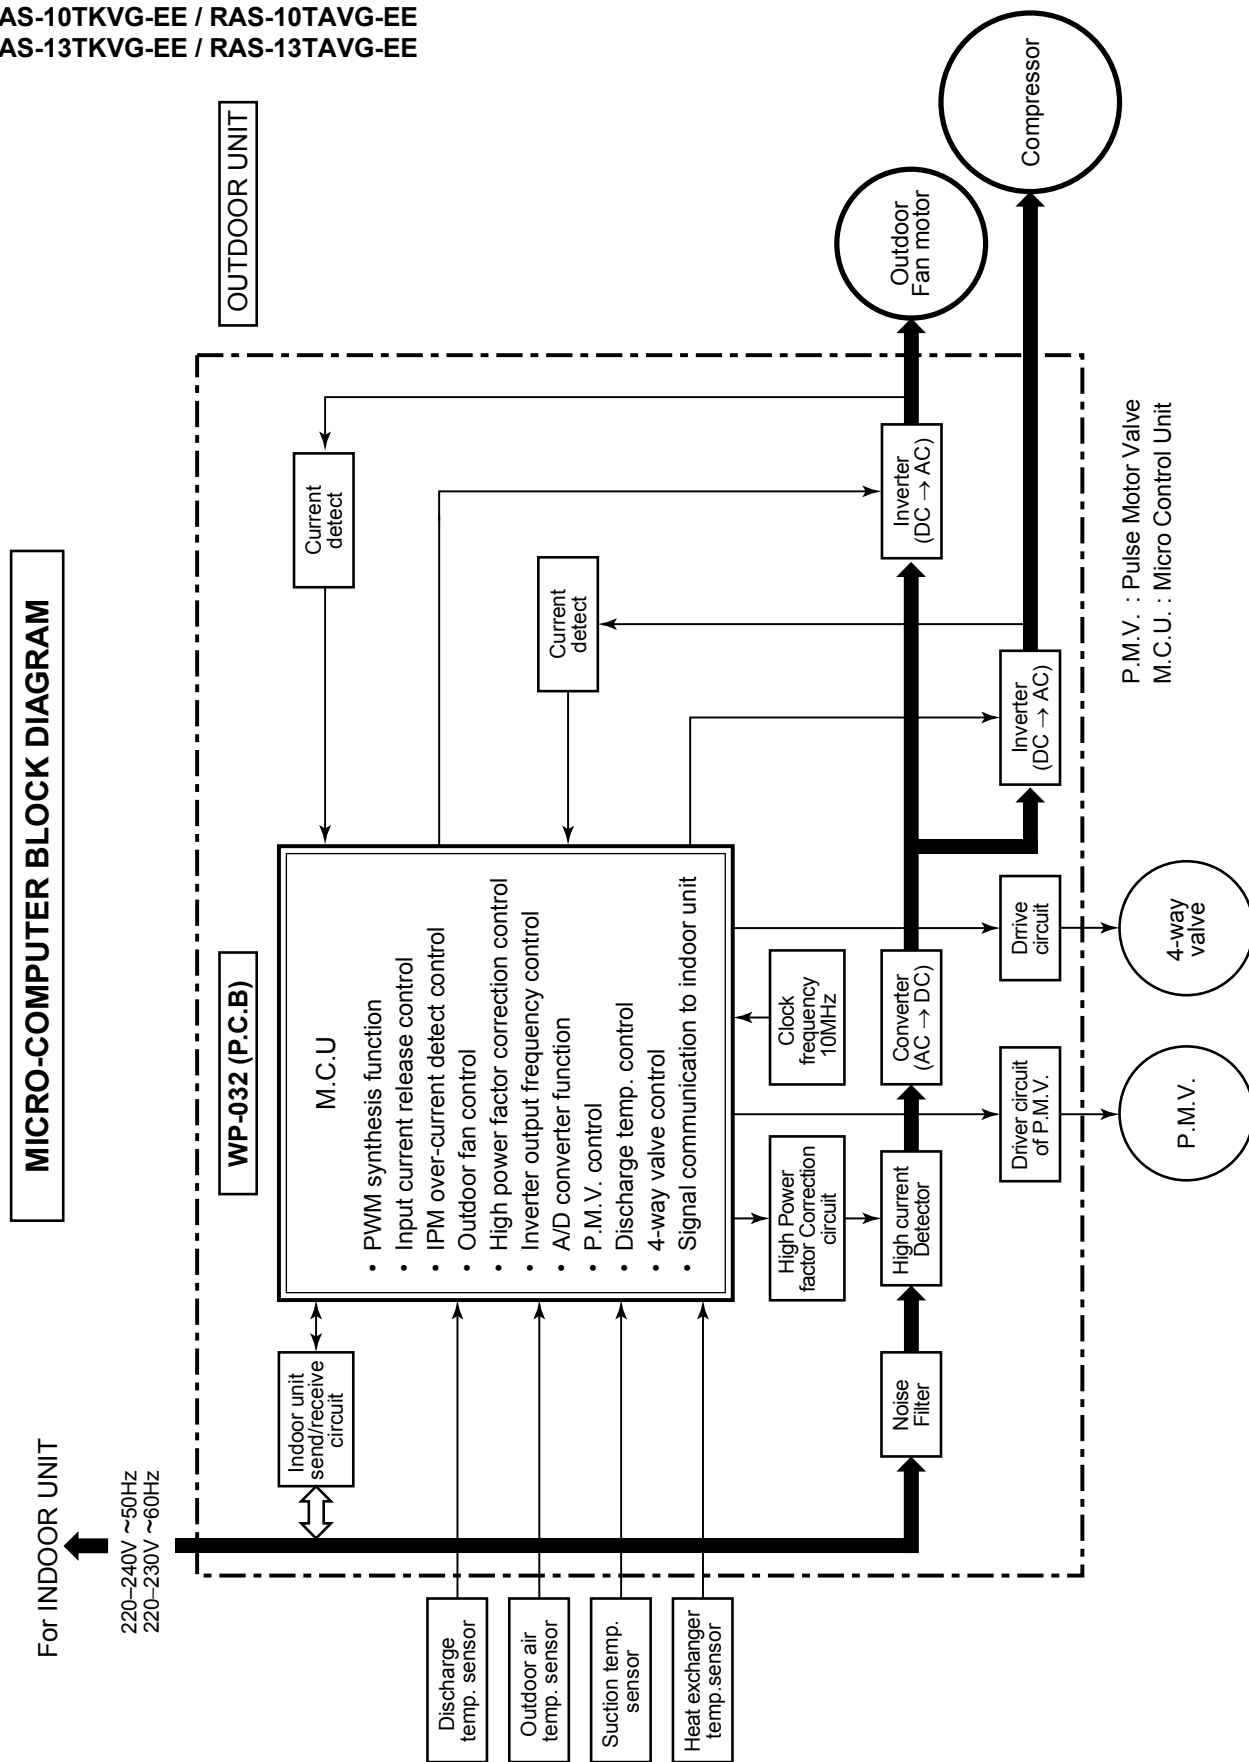 AS-10TKVG-EE / RAS-10TAVG-EE
AS-13TKVG-EE / RAS-13TAVG-EE
MICRO-COMPUTER BLOCK DIAGRAM
For INDOOR UNIT
220–240V ~50Hz
220–230V ~60Hz
WP-032 (P.C.B)
OUTDOOR UNIT
Indoor unit
send/receive
circuit
M.C.U
• PWM synthesis function
• Input current release control
• IPM over-current detect control
• Outdoor fan control
• High power factor correction control
• Inverter output frequency control
• A/D converter function
• P.M.V. control
• Discharge temp. control
• 4-way valve control
• Signal communication to indoor unit
Current
detect
Current
detect
Discharge
temp. sensor
Outdoor air
temp. sensor
Suction temp.
sensor
Heat exchanger
temp.sensor
High Power
factor Correction
circuit
Clock
frequency
10MHz
Noise
Filter
High current
Detector
Converter
(AC → DC)
Inverter
(DC → AC)
Outdoor
Fan motor
Driver circuit
of P.M.V.
Drrive
circuit
Inverter
(DC → AC)
Compressor
P.M.V.
4-way
valve
P.M.V. : Pulse Motor Valve
M.C.U. : Micro Control Unit